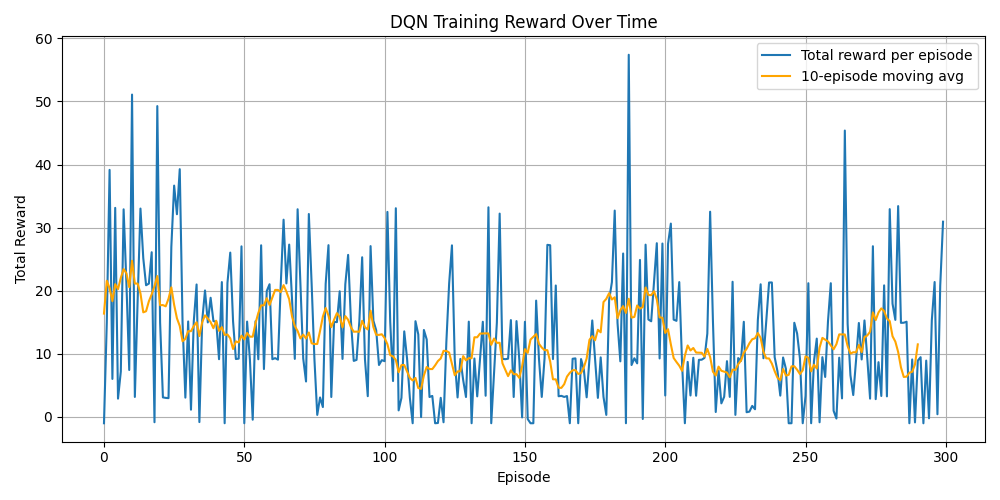 DQN Training Reward Over Time
Total reward per episode
10-episode moving avg
Total Reward
60
50
40
30
20
10
0
0 50 100 150 200 250 300
Episode